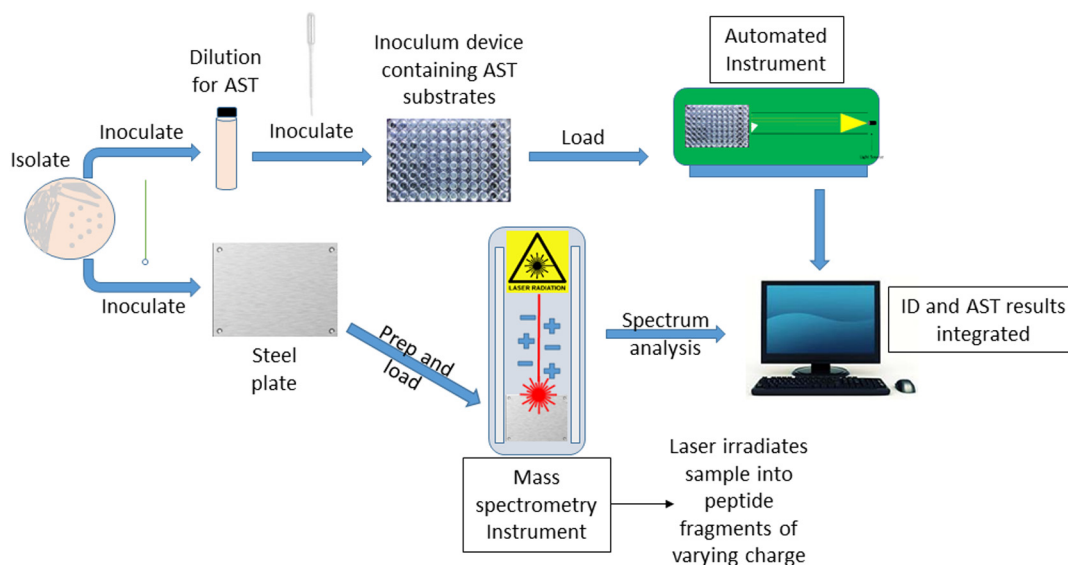 Isolate
Inoculate
Dilution
for AST
Inoculate
Inoculum device
containing AST
substrates
Load
Automated
Instrument
Inoculate
Steel
plate
Prep and
load
LASER RADIATION
Spectrum
analysis
ID and AST results
integrated
Mass
spectrometry
Instrument
Laser irradiates
sample into
peptide
fragments of
varying charge